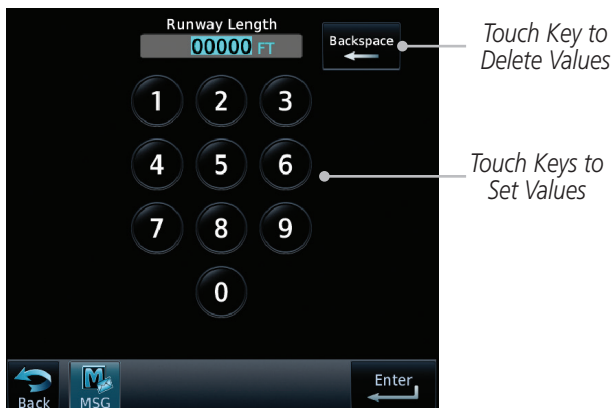 Runway Length
00000 FT
Backspace
Touch Key to
Delete Values
1 2 3
4 5 6
Touch Keys to
Set Values
7 8 9
0
Back
M
MSG
Enter